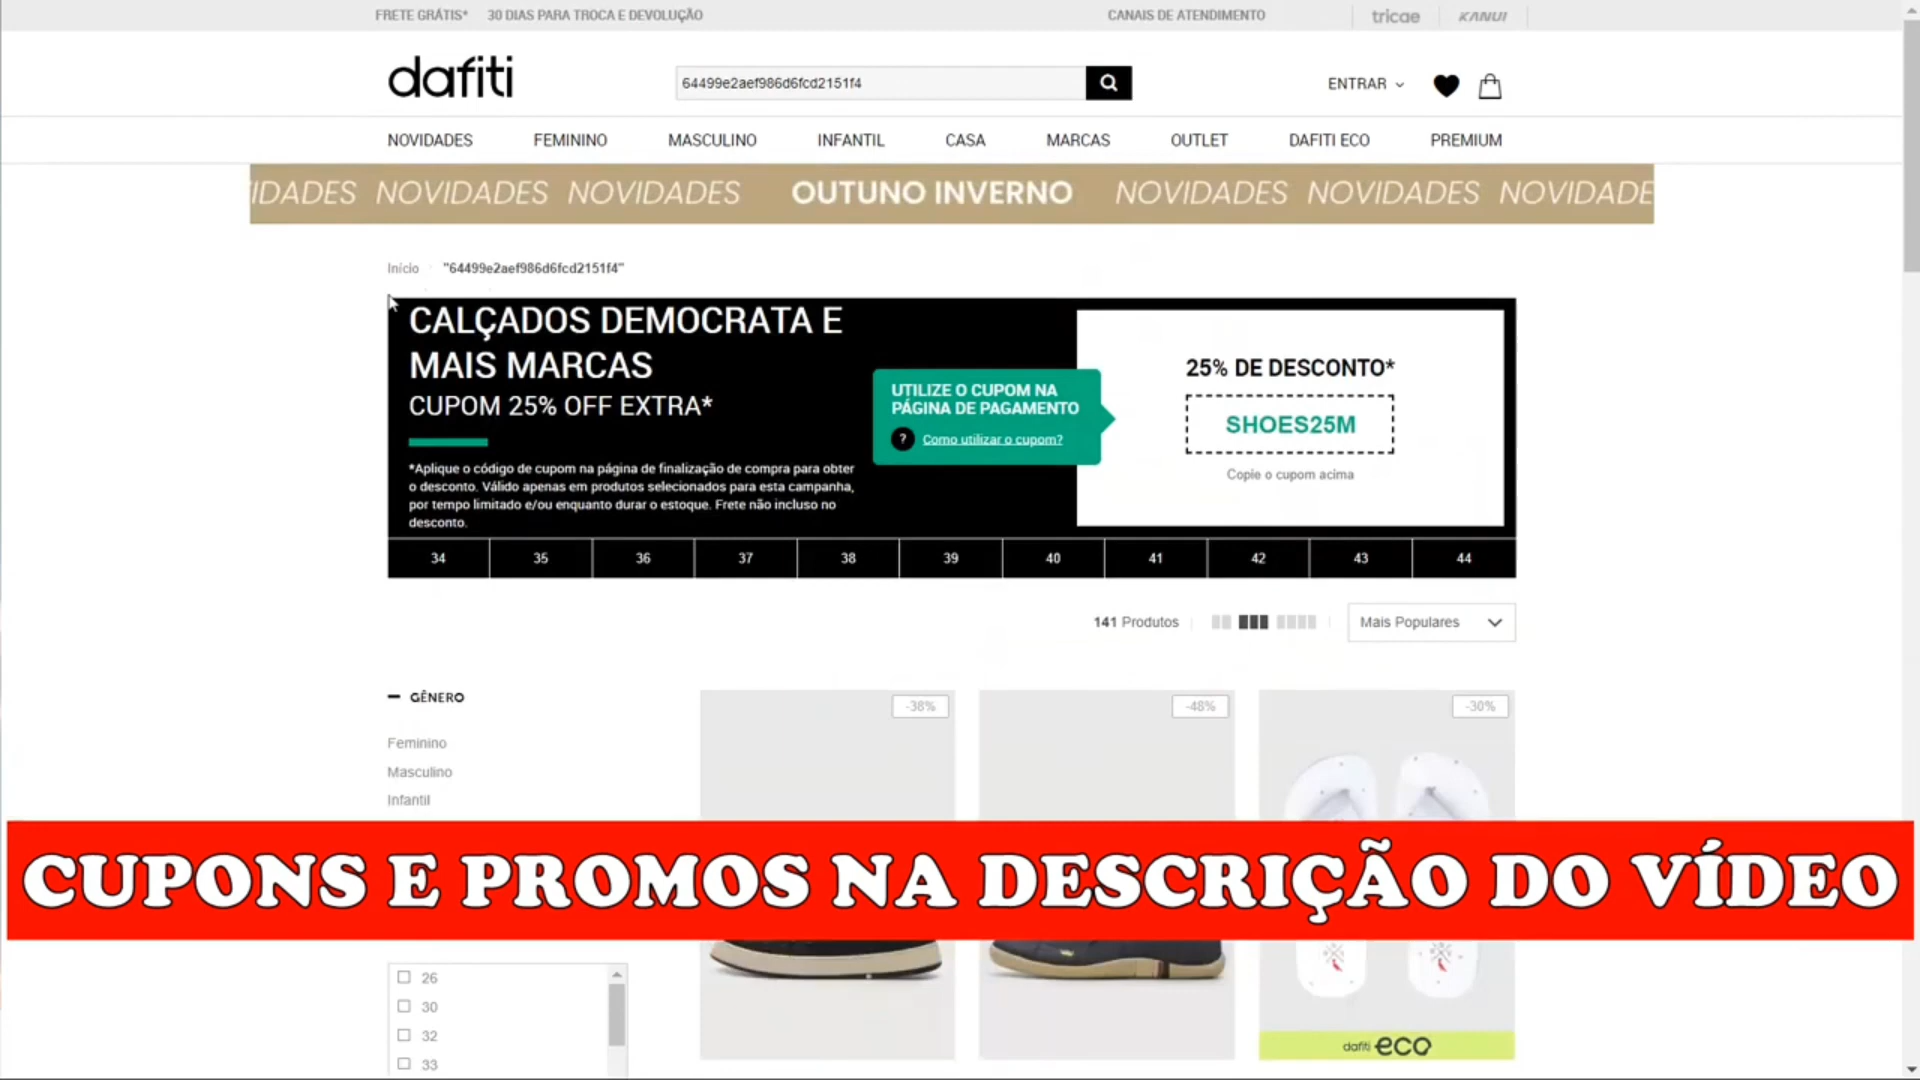 FRETE GRÁTIS* 30 DIAS PARA TROCA E DEVOLUÇÃO CANAIS DE ATENDIMENTO tricae KANUI
dafiti
64499e2aef986d6fcd2151f4
ENTRAR
NOVIDADES FEMININO MASCULINO INFANTIL CASA MARCAS OUTLET DAFITI ECO PREMIUM
IDADES NOVIDADES NOVIDADES OUTUNO INVERNO NOVIDADES NOVIDADES NOVIDADE
Início "64499e2aef986d6fcd2151f4"
CALÇADOS DEMOCRATA E
MAIS MARCAS
CUPOM 25% OFF EXTRA*
*Aplique o código de cupom na página de finalização de compra para obter
o desconto. Válido apenas em produtos selecionados para esta campanha,
por tempo limitado e/ou enquanto durar o estoque. Frete não incluso no
desconto.
UTILIZE O CUPOM NA
PÁGINA DE PAGAMENTO
? Como utilizar o cupom?
25% DE DESCONTO*
SHOES25M
Copie o cupom acima
34 35 36 37 38 39 40 41 42 43 44
141 Produtos
Mais Populares
GÊNERO
Feminino
Masculino
Infantil
-38% -48% -30%
CUPONS E PROMOS NA DESCRIÇÃO DO VÍDEO
26
30
32
33
dafiti eco